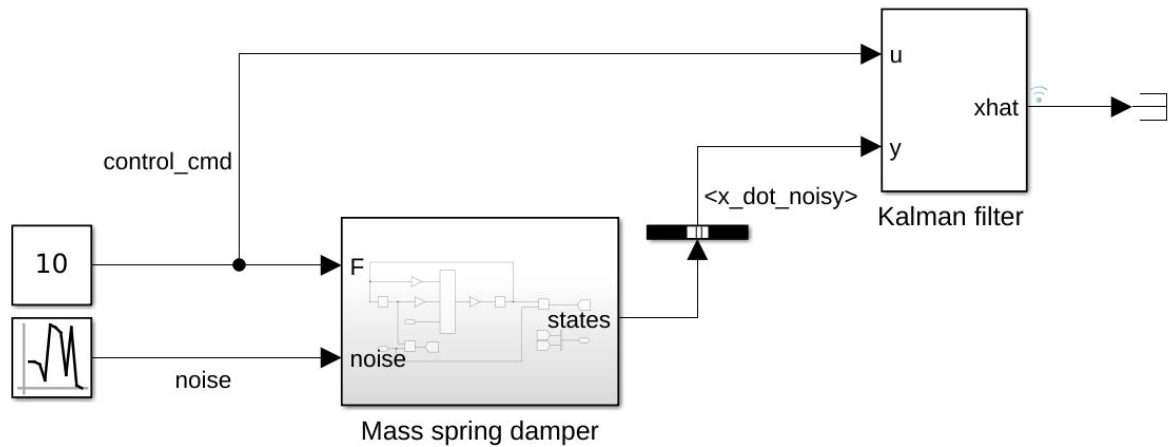 u
xhat
control_cmd
y
<x_dot_noisy>
Kalman filter
10
F
states
noise
noise
Mass spring damper